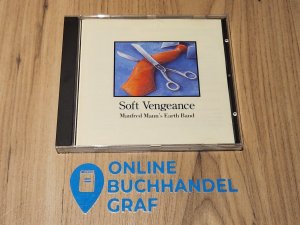 Soft Vengeance
Manfred Mann's Earth Band
ONLINE
BUCHHANDEL
GRAF